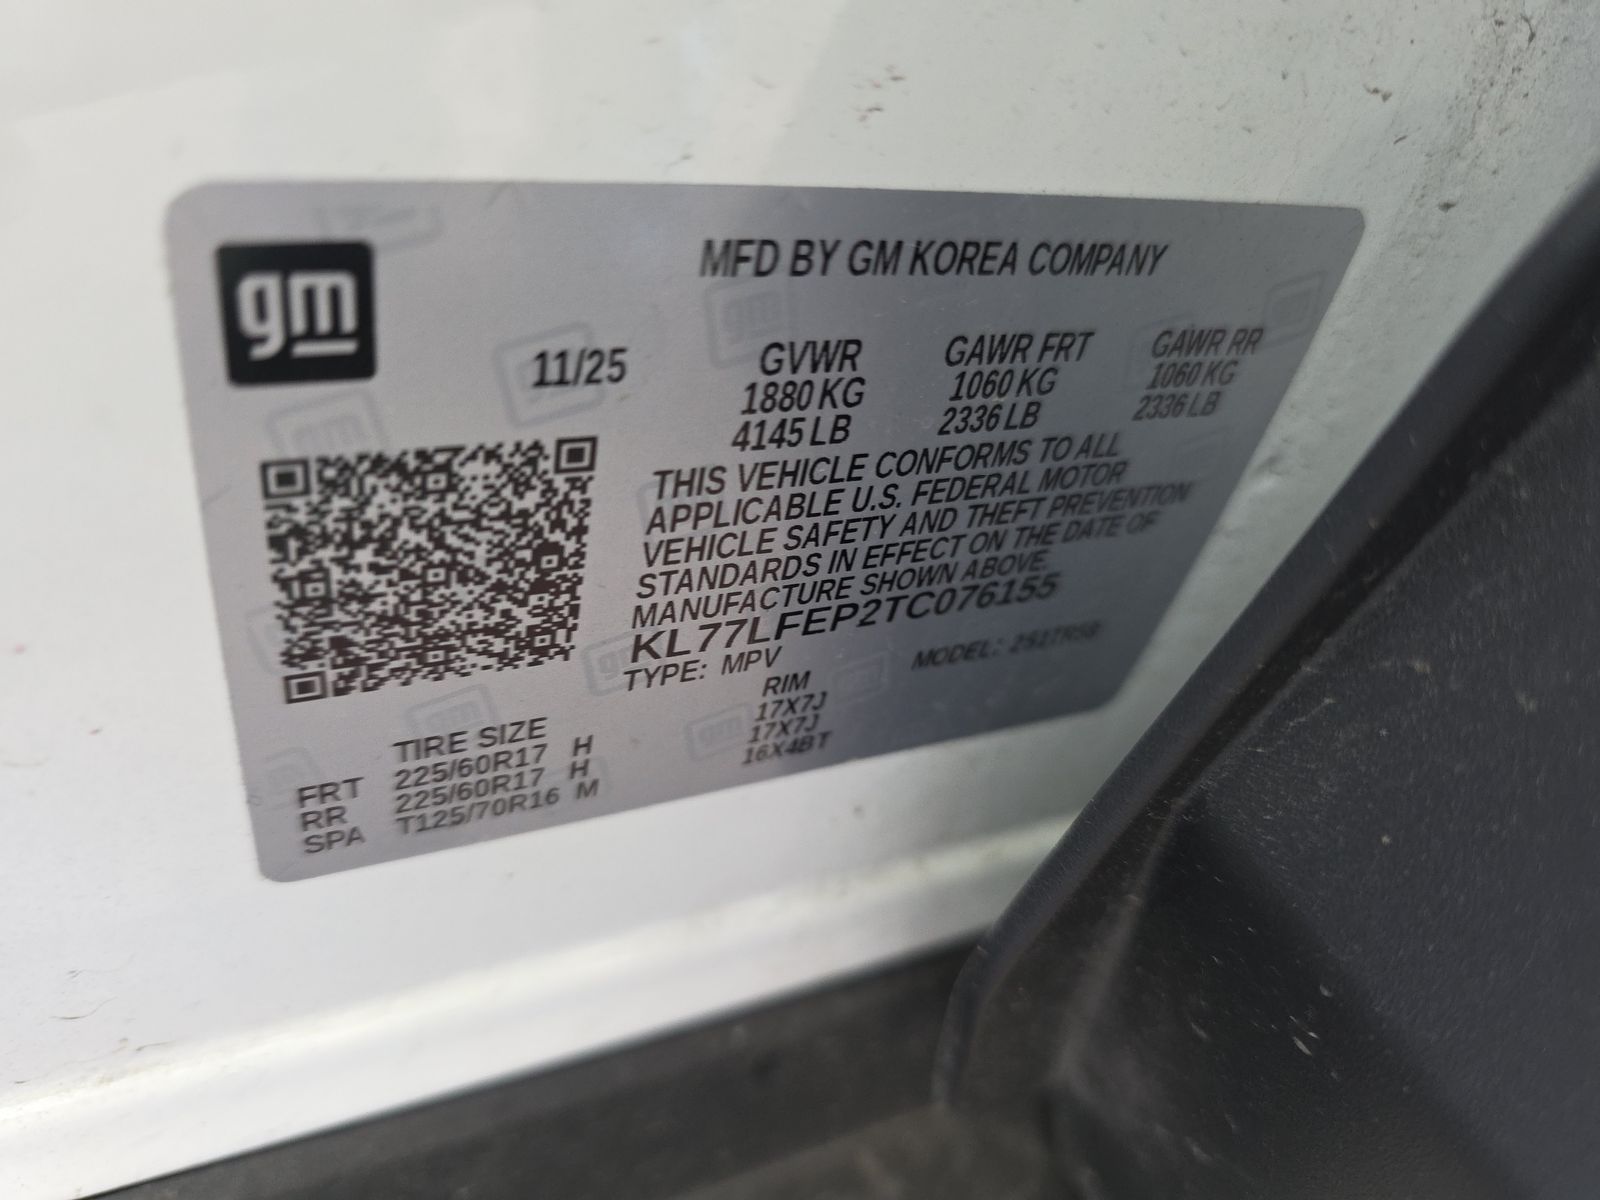 gm
MFD BY GM KOREA COMPANY
11/25
GVWR GAWR FRT GAWR RR
1880 KG 1060 KG 1060 KG
4145 LB 2336 LB 2336 LB
THIS VEHICLE CONFORMS TO ALL
APPLICABLE U.S. FEDERAL MOTOR
VEHICLE SAFETY AND THEFT PREVENTION
STANDARDS IN EFFECT ON THE DATE OF
MANUFACTURE SHOWN ABOVE.
KL77LFEP2TC076155
TYPE: MPV MODEL:
TIRE SIZE RIM
FRT 225/60R17 H 17X7J
RR 225/60R17 H 17X7J
SPA T125/70R16 M 16X4BT